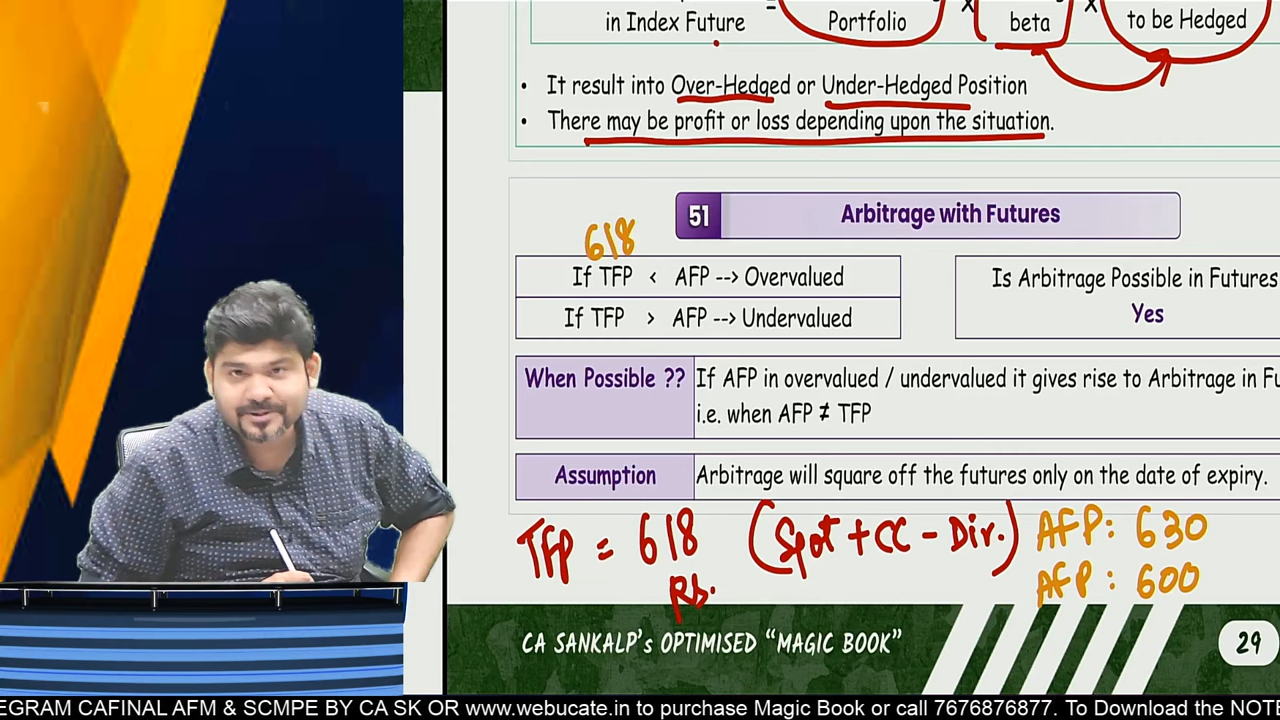 in Index Future
=
Portfolio
x
beta
x
to be Hedged
• It result into Over-Hedged or Under-Hedged Position
• There may be profit or loss depending upon the situation.
51 Arbitrage with Futures
618
If TFP < AFP --> Overvalued
If TFP > AFP --> Undervalued
Is Arbitrage Possible in Futures
Yes
When Possible ?? If AFP in overvalued / undervalued it gives rise to Arbitrage in Fu
i.e. when AFP ≠ TFP
Assumption Arbitrage will square off the futures only on the date of expiry.
TFP = 618 (Spot + CC - Div.) AFP: 630
Rs. AFP: 600
CA SANKALP's OPTIMISED "MAGIC BOOK" 29
EGRAM CAFINAL AFM & SCMPE BY CA SK OR www.webucate.in to purchase Magic Book or call 7676876877. To Download the NOTE